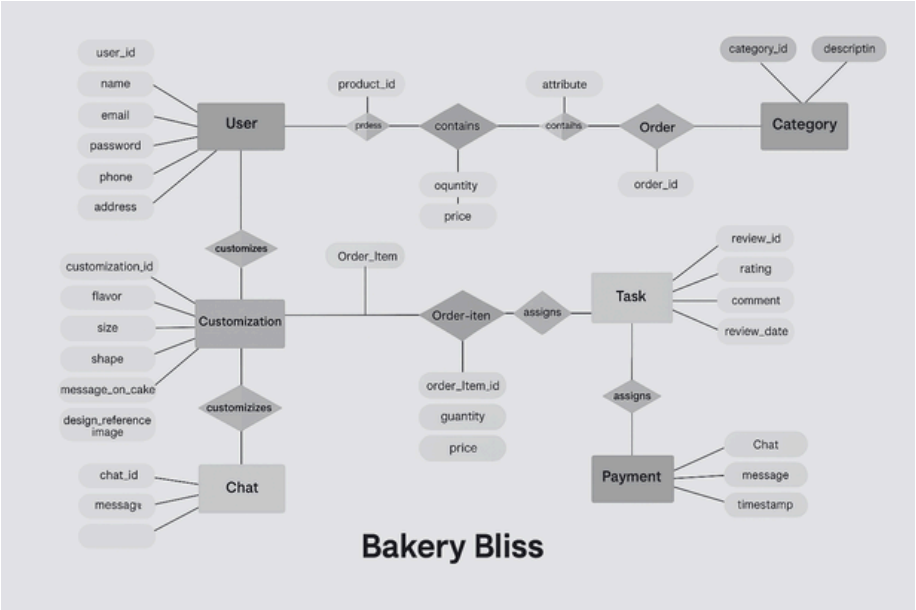 user_id
name
email
password
phone
address
User
product_id
prdess
contains
oquntity
price
attribute
contaihs
Order
order_id
category_id
descriptin
Category
customizes
customization_id
flavor
size
shape
message_on_cake
design_reference
image
Customization
Order_Item
Order-iten
order_Item_id
guantity
price
assigns
Task
review_id
rating
comment
review_date
customizizes
assigns
chat_id
message
Chat
Payment
Chat
message
timestamp
Bakery Bliss